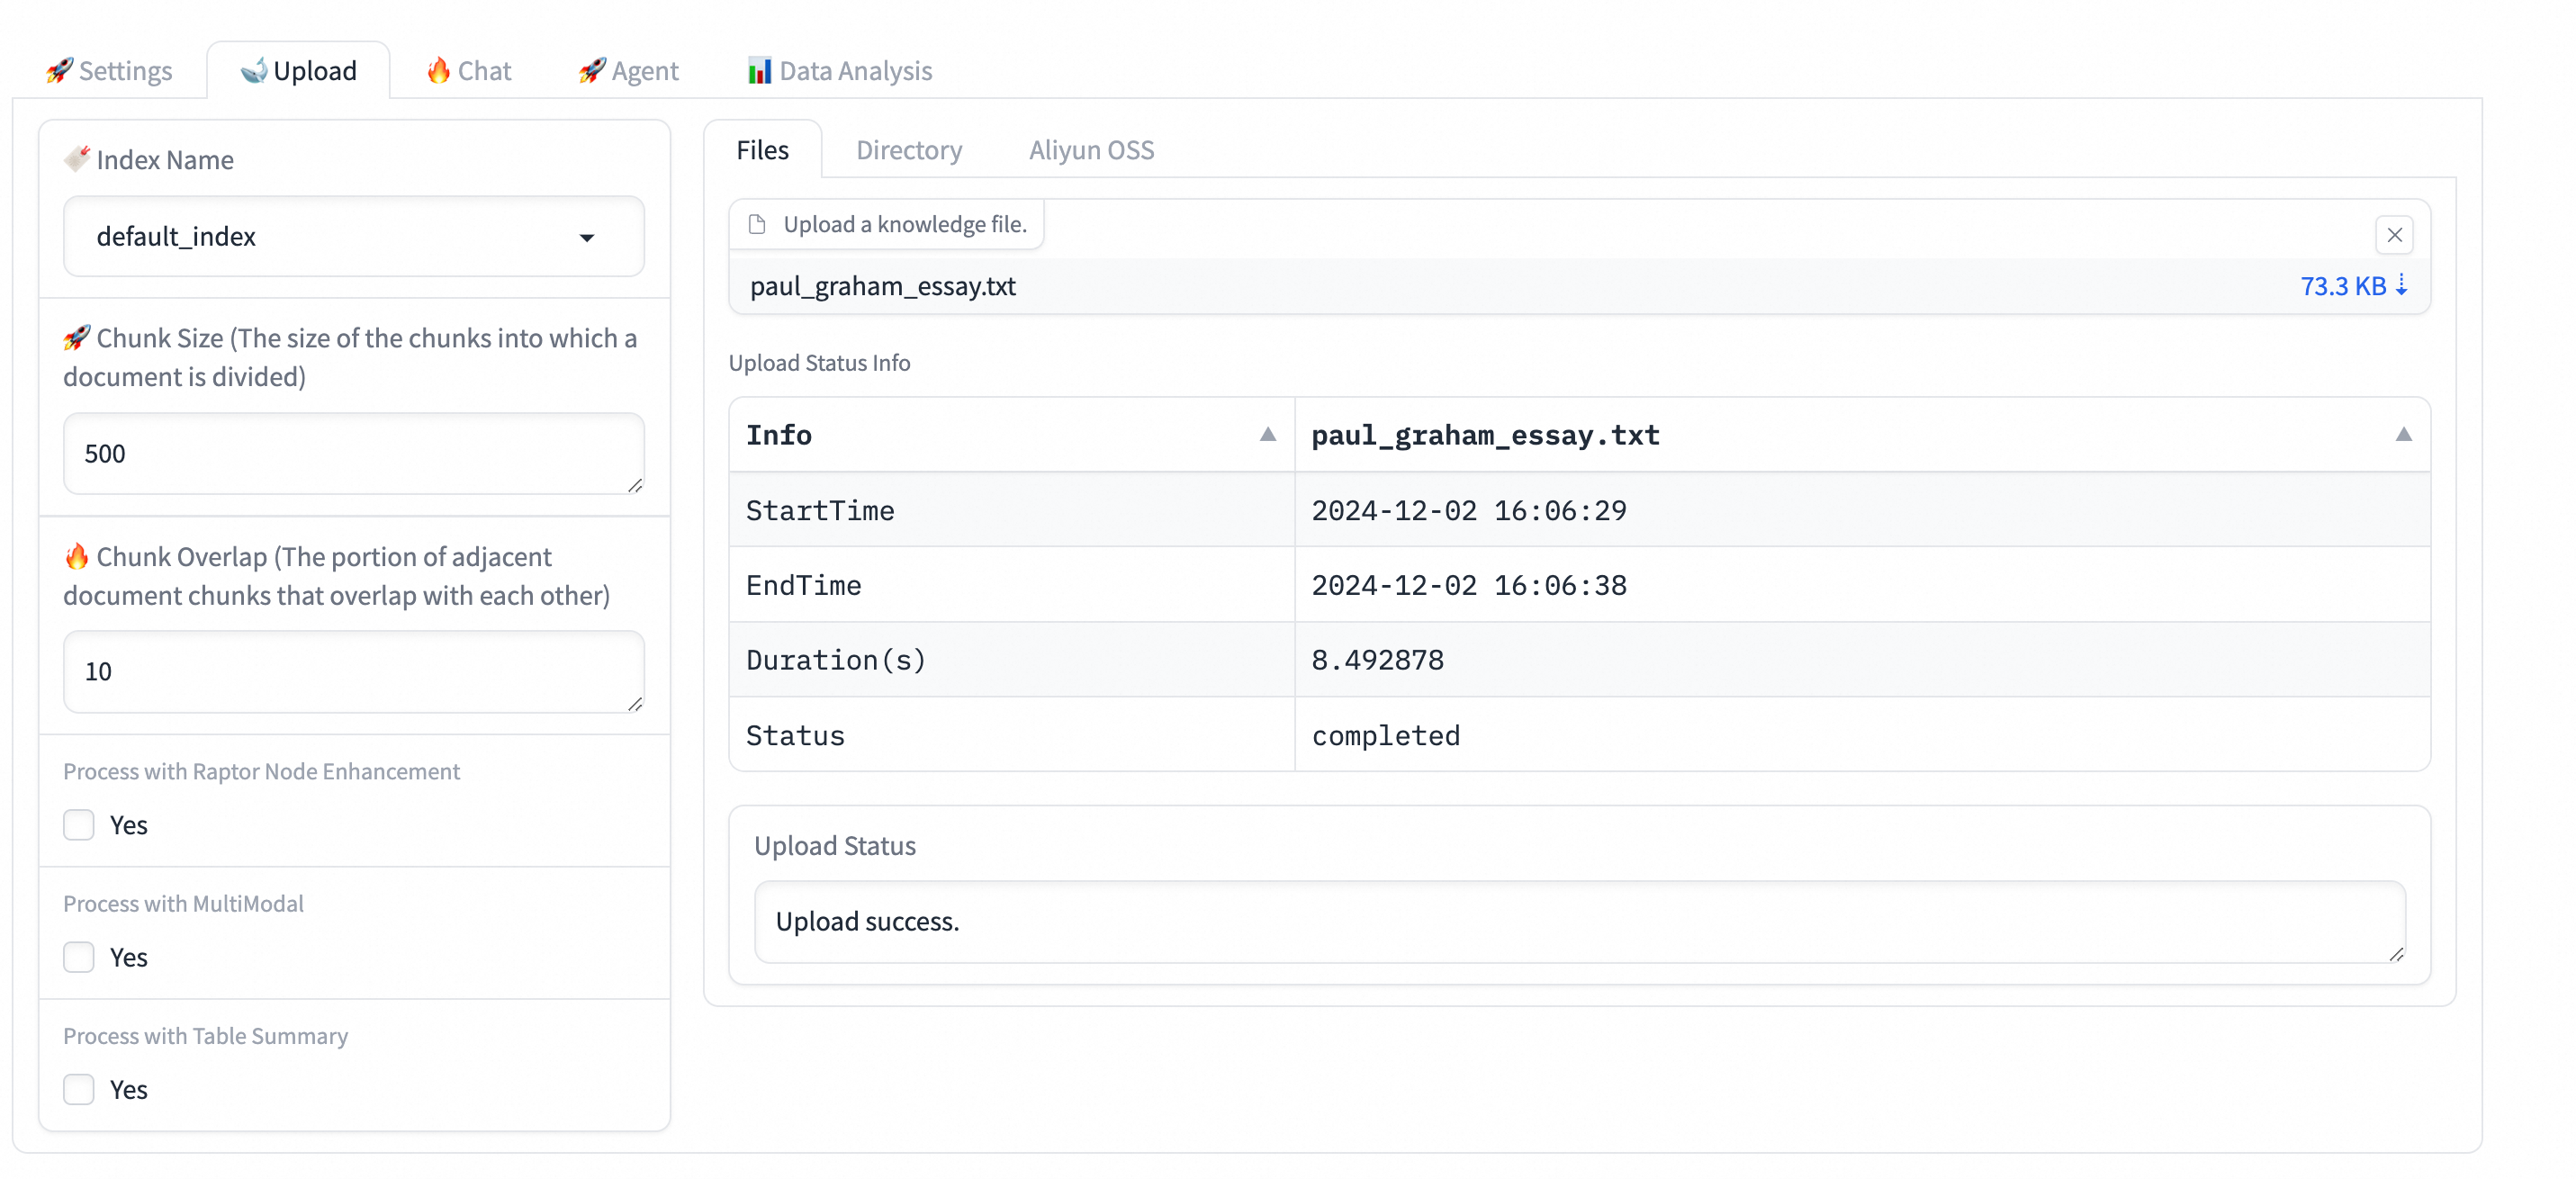 Settings
Upload
Chat
Agent
Data Analysis
Index Name
default_index
Chunk Size (The size of the chunks into which a
document is divided)
500
Chunk Overlap (The portion of adjacent
document chunks that overlap with each other)
10
Process with Raptor Node Enhancement
Yes
Process with MultiModal
Yes
Process with Table Summary
Yes
Files
Directory
Aliyun OSS
Upload a knowledge file.
paul_graham_essay.txt
73.3 KB ⇣
Upload Status Info
Info
paul_graham_essay.txt
StartTime
2024-12-02 16:06:29
EndTime
2024-12-02 16:06:38
Duration(s)
8.492878
Status
completed
Upload Status
Upload success.